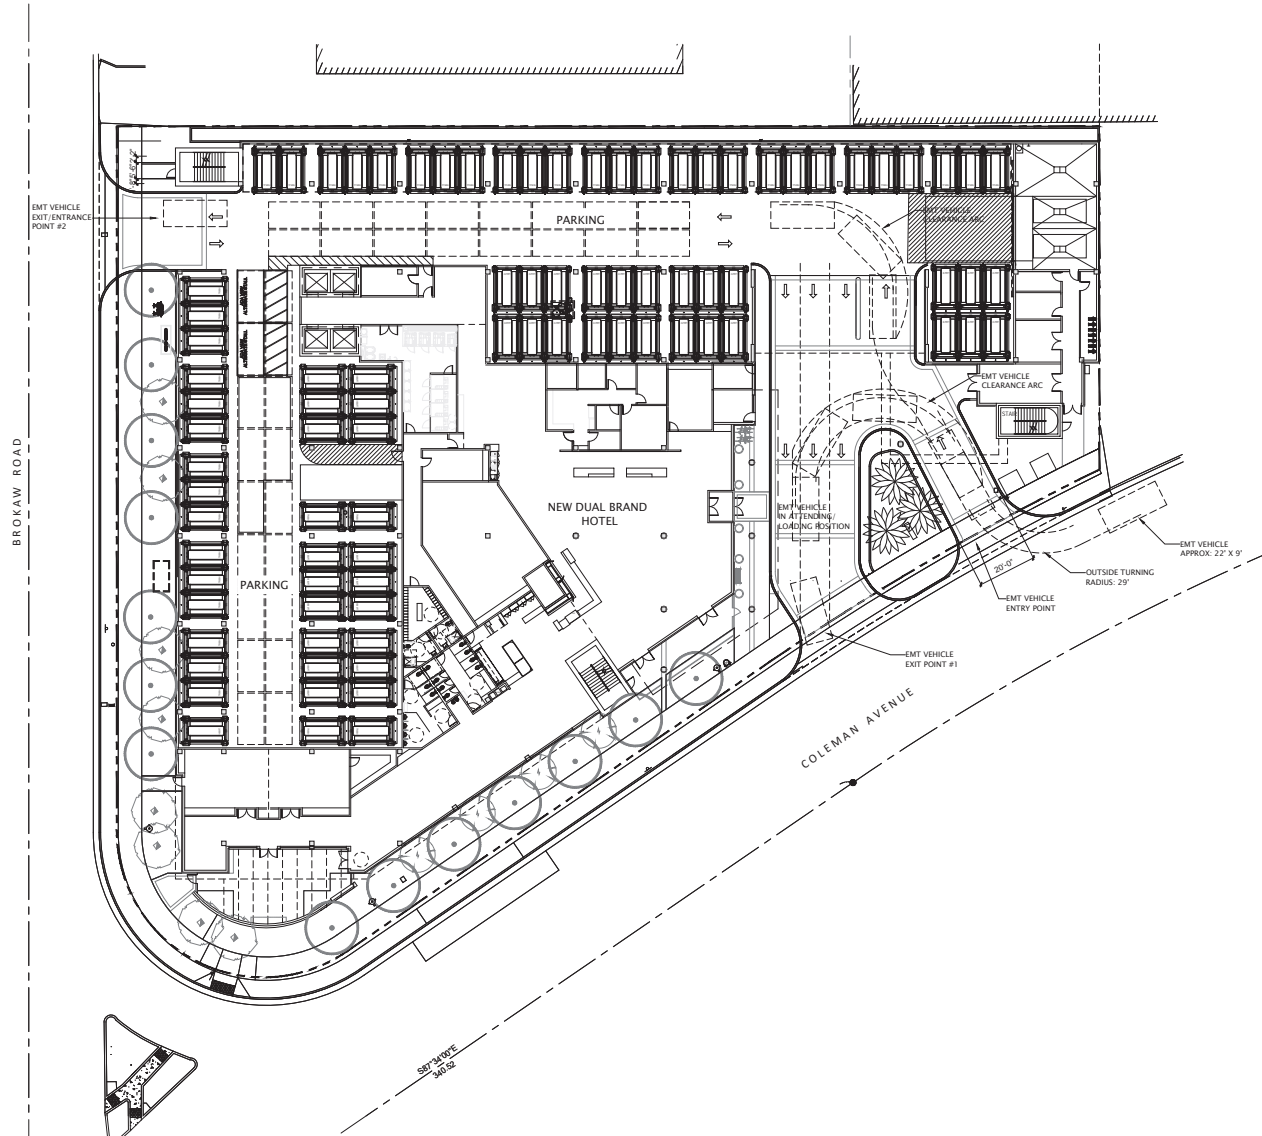 EMT VEHICLE
EXIT/ENTRANCE
POINT #2
PARKING
EMT VEHICLE
CLEARANCE ARC
EMT VEHICLE
CLEARANCE ARC
STAIR
BROKAW ROAD
NEW DUAL BRAND
HOTEL
EMT VEHICLE
IN ATTENDING/
LOADING POSITION
EMT VEHICLE
APPROX: 22' X 9'
20'-0"
OUTSIDE TURNING
RADIUS: 29'
PARKING
EMT VEHICLE
ENTRY POINT
EMT VEHICLE
EXIT POINT #1
COLEMAN AVENUE
S87°34'00"E
340.52